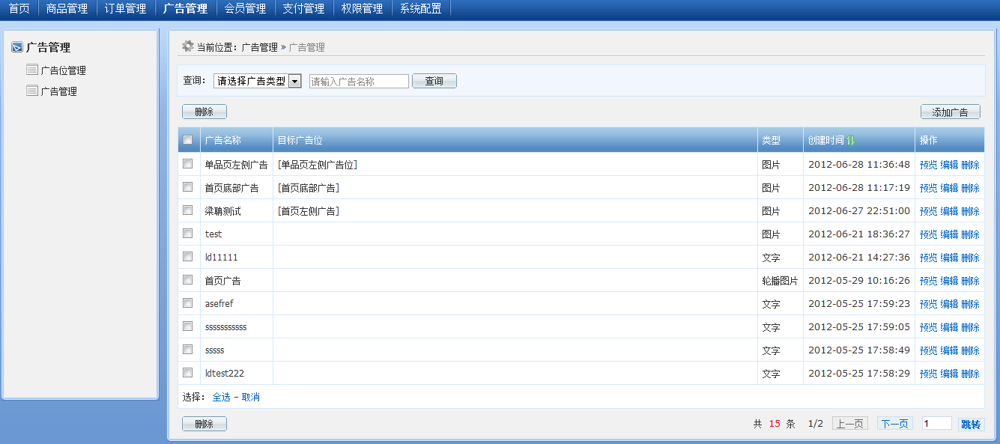 首页 商品管理 订单管理 广告管理 会员管理 支付管理 权限管理 系统配置
广告管理
广告位管理
广告管理
当前位置：广告管理 » 广告管理
查询： 请选择广告类型 请输入广告名称 查询
删除 添加广告
广告名称 目标广告位 类型 创建时间 操作
单品页左侧广告 [单品页左侧广告位] 图片 2012-06-28 11:36:48 预览 编辑 删除
首页底部广告 [首页底部广告] 图片 2012-06-28 11:17:19 预览 编辑 删除
梁聃测试 [首页左侧广告] 图片 2012-06-27 22:51:00 预览 编辑 删除
test 图片 2012-06-21 18:36:27 预览 编辑 删除
ld11111 文字 2012-06-21 14:27:36 预览 编辑 删除
首页广告 轮播图片 2012-05-29 10:16:26 预览 编辑 删除
asefref 文字 2012-05-25 17:59:23 预览 编辑 删除
sssssssssss 文字 2012-05-25 17:59:05 预览 编辑 删除
sssss 文字 2012-05-25 17:58:49 预览 编辑 删除
ldtest222 文字 2012-05-25 17:58:29 预览 编辑 删除
选择： 全选 - 取消
删除 共 15 条 1/2 上一页 下一页 1 跳转